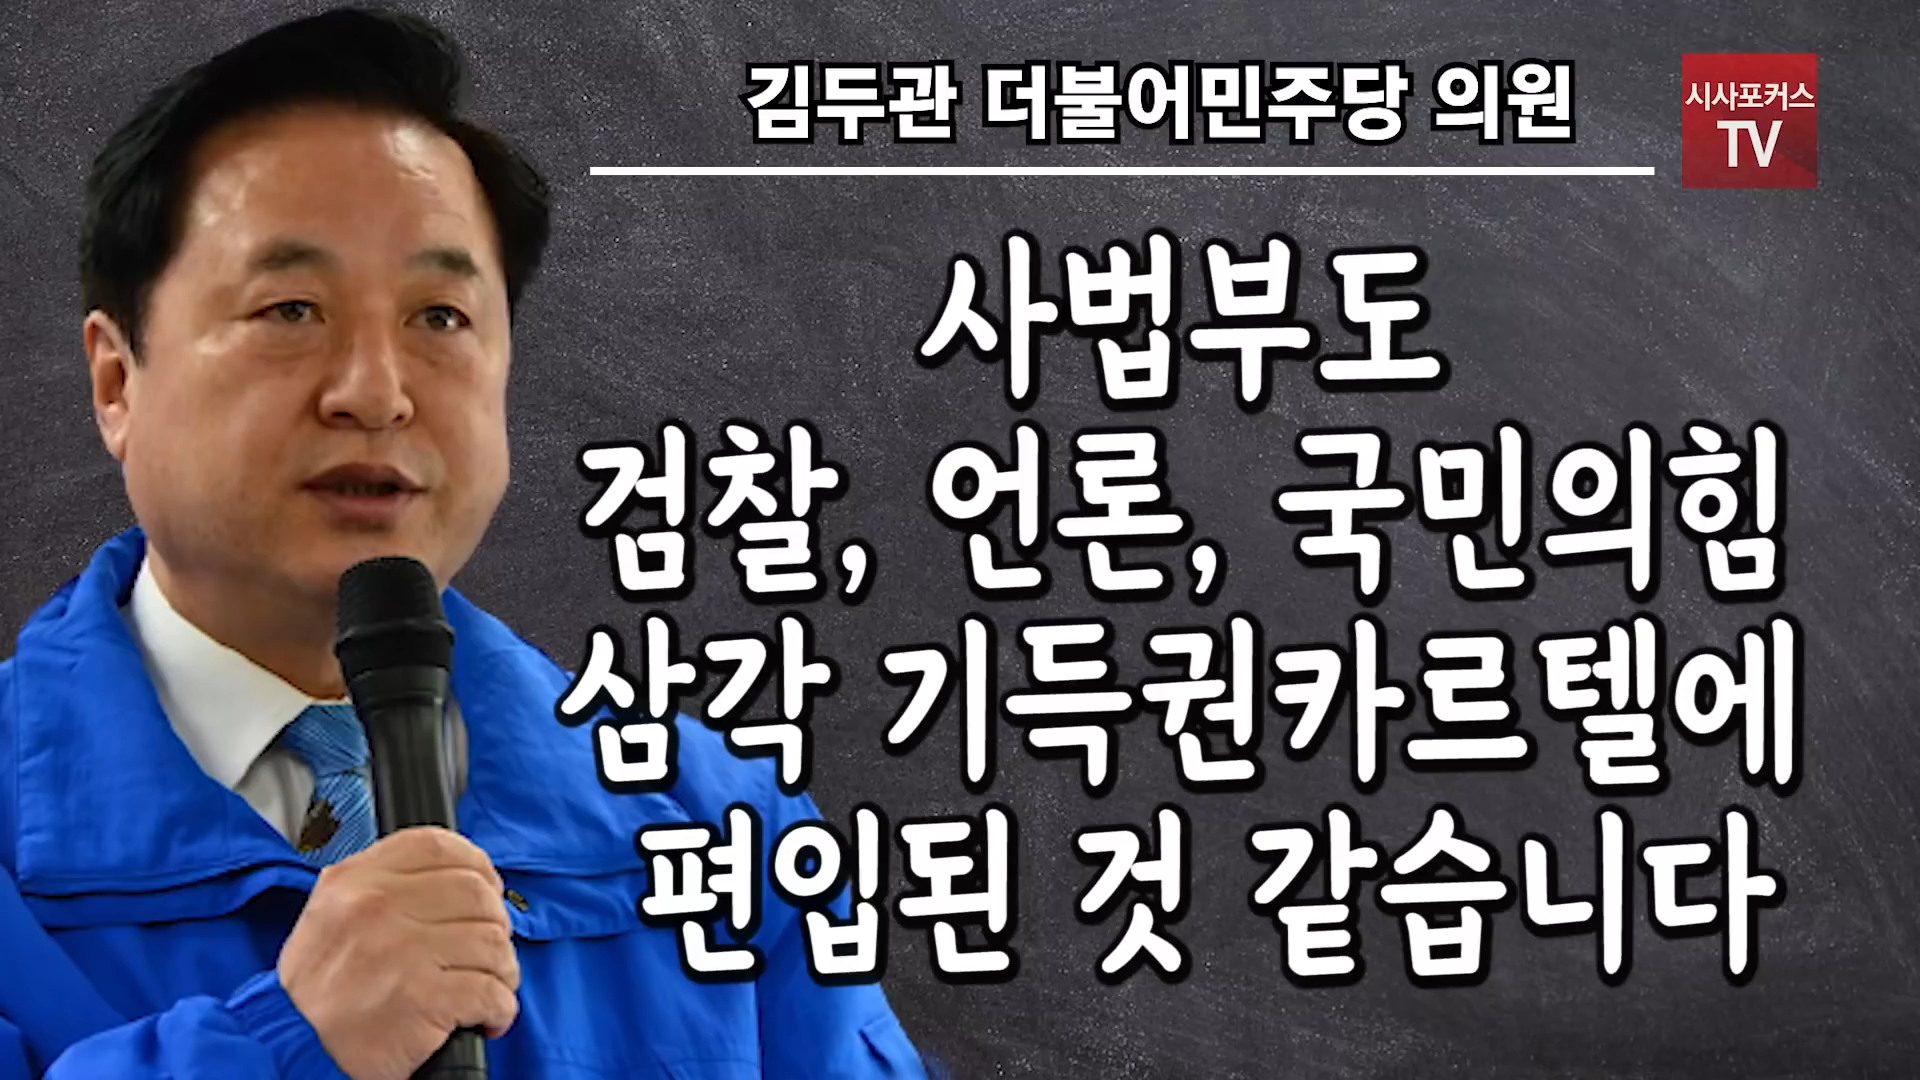 김두관 더불어민주당 의원
시사포커스
TV
사법부도
검찰, 언론, 국민의힘
삼각 기득권카르텔에
편입된 것 같습니다